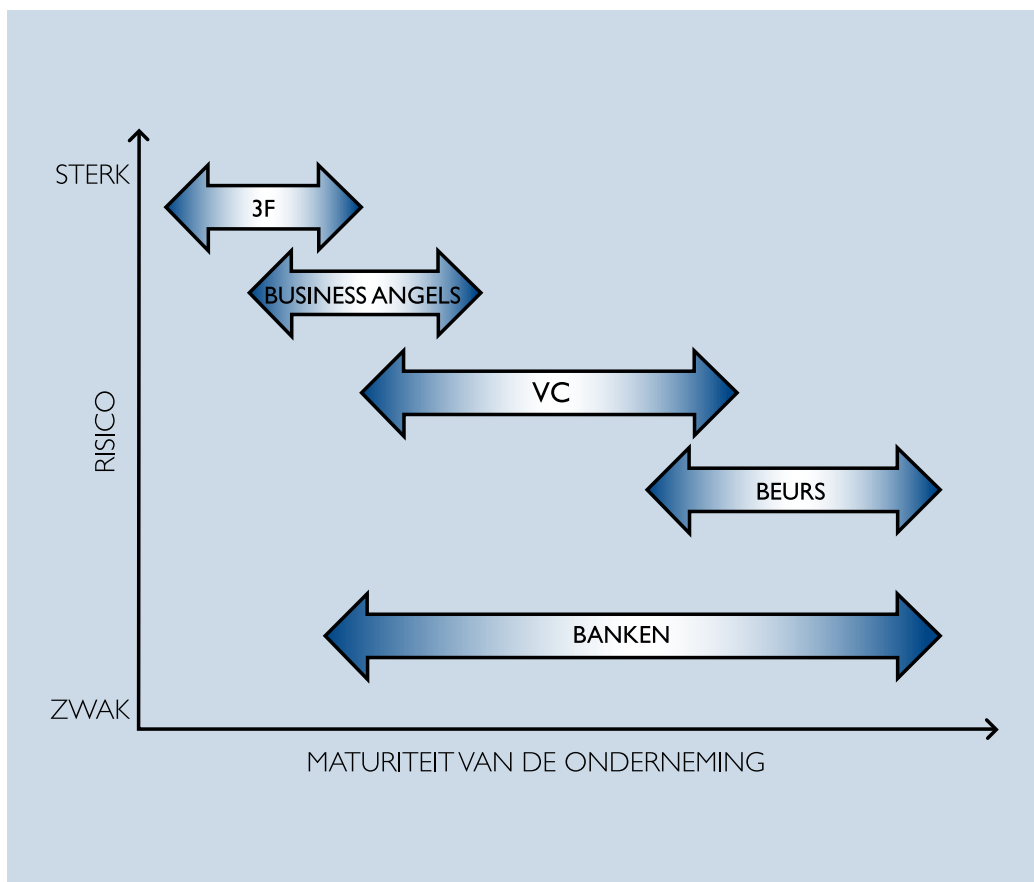 STERK
3F
BUSINESS ANGELS
VC
RISICO
BEURS
BANKEN
ZWAK
MATURITEIT VAN DE ONDERNEMING